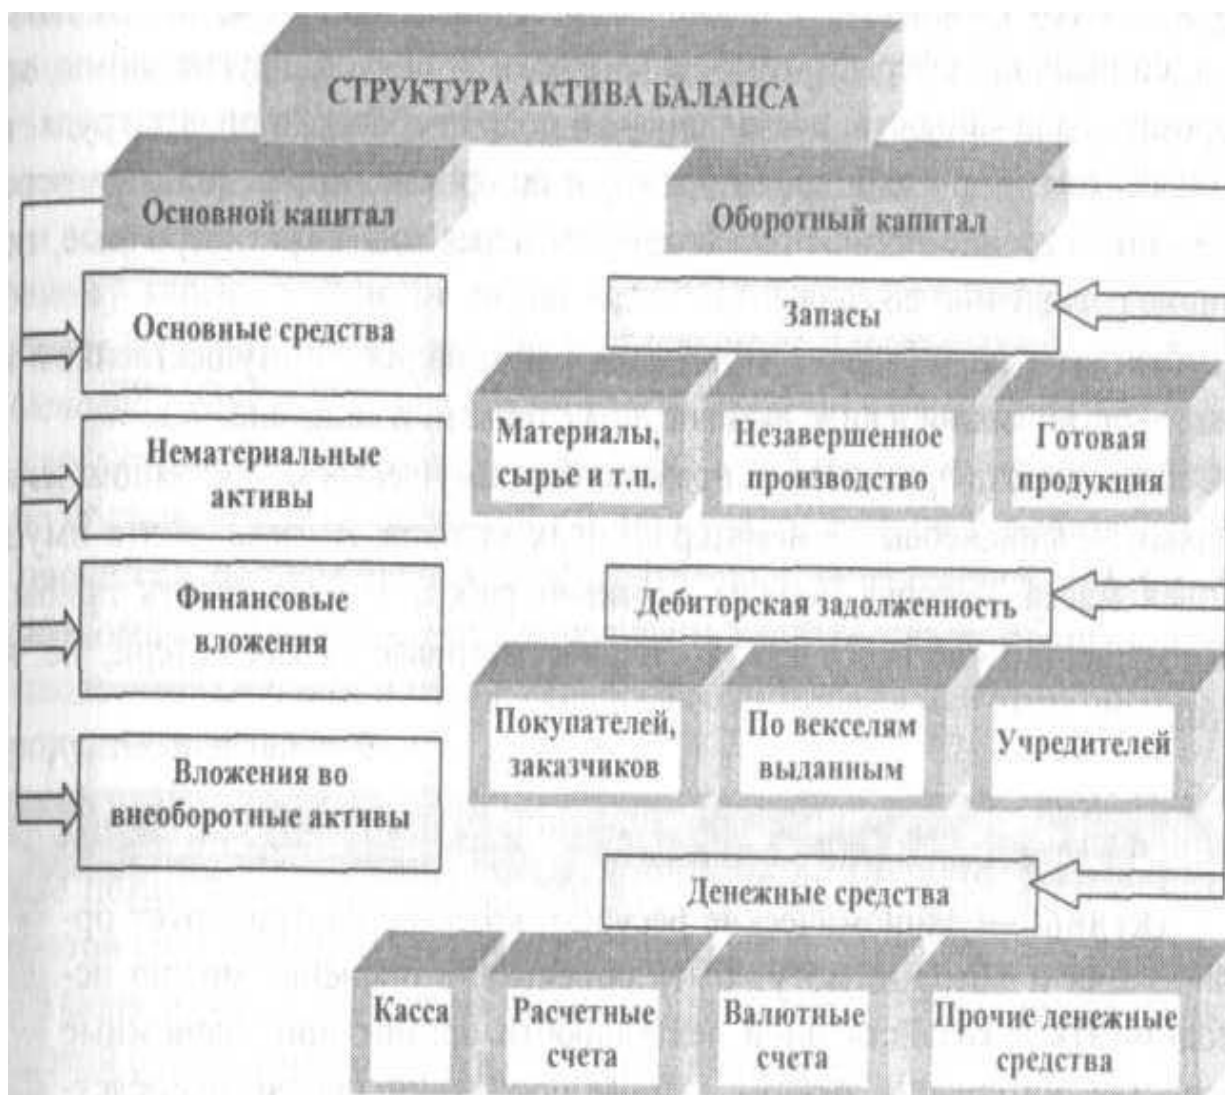 СТРУКТУРА АКТИВА БАЛАНСА
Основной капитал
Оборотный капитал
Основные средства
Нематериальные
активы
Финансовые
вложения
Вложения во
внеоборотные активы
Запасы
Материалы,
сырье и т.п.
Незавершенное
производство
Готовая
продукция
Дебиторская задолженность
Покупателей,
заказчиков
По векселям
выданным
Учредителей
Денежные средства
Касса
Расчетные
счета
Валютные
счета
Прочие денежные
средства